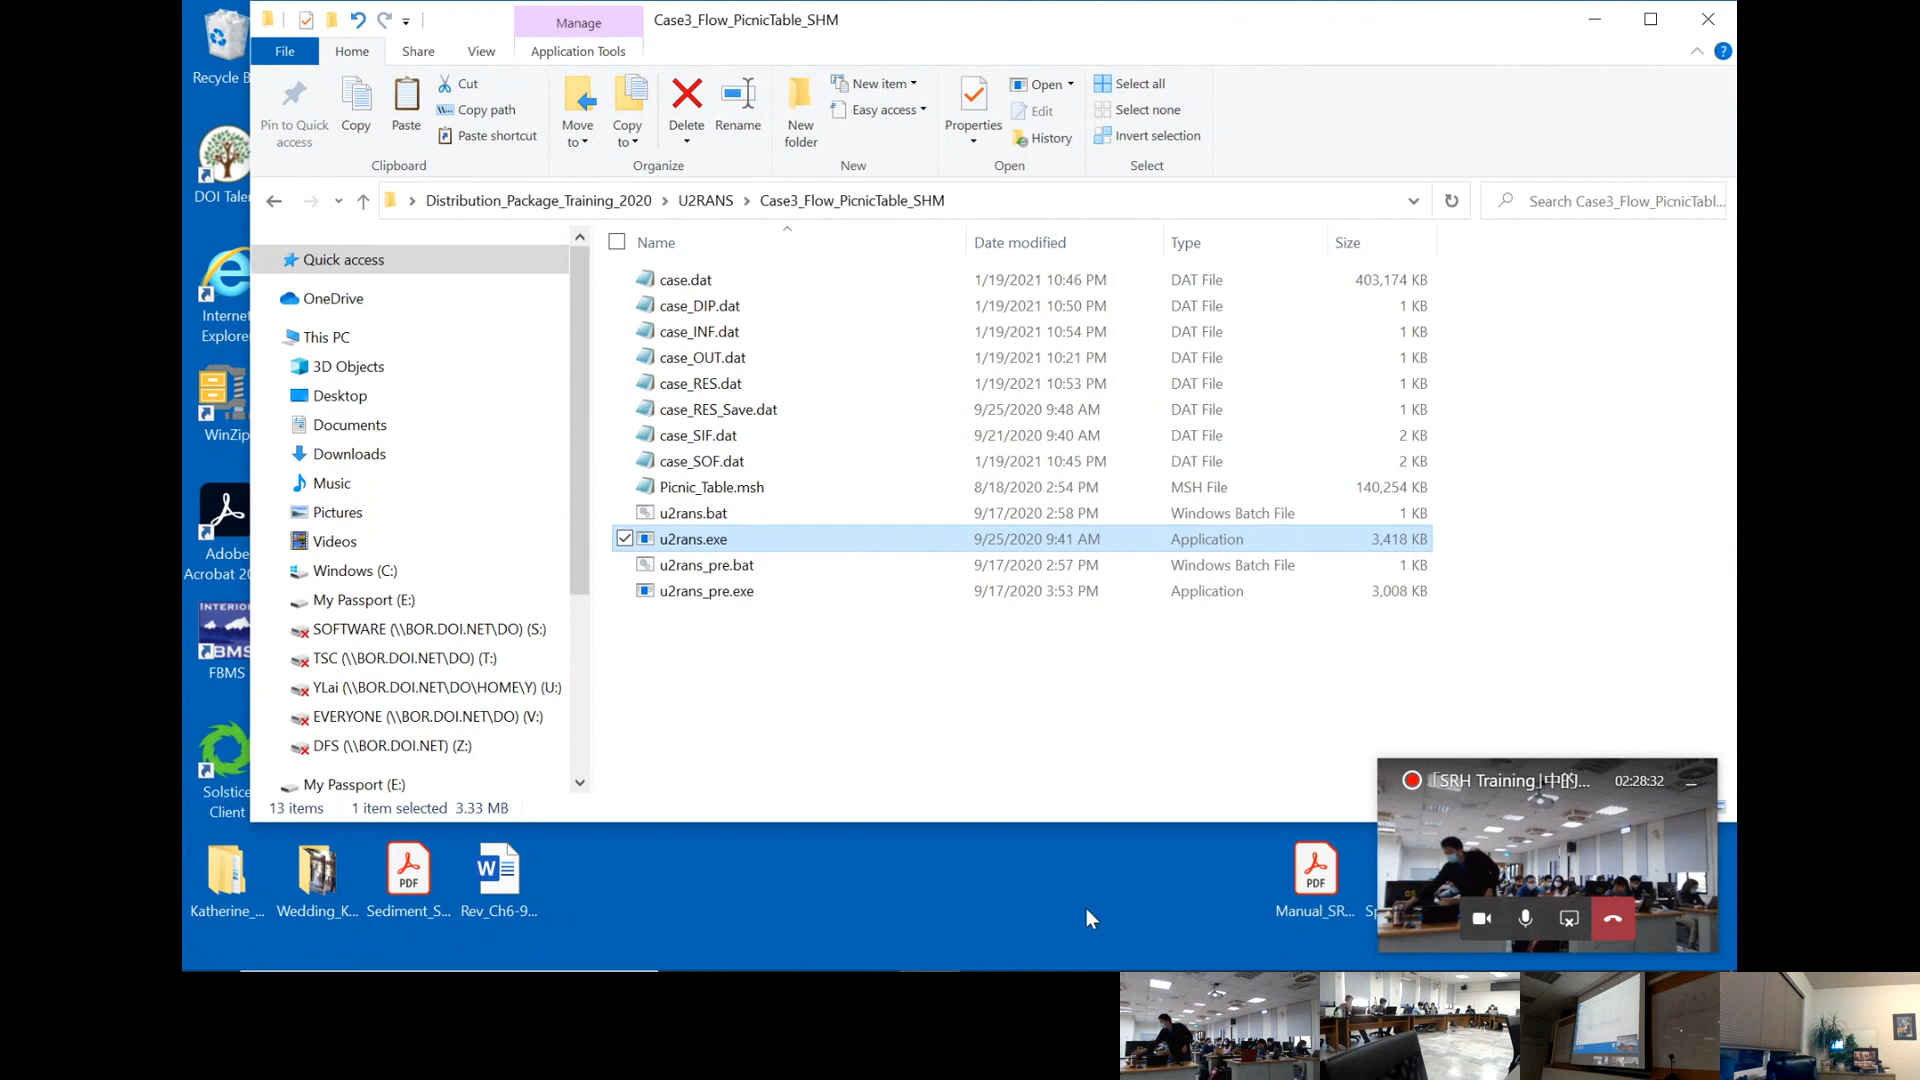 Manage
Case3_Flow_PicnicTable_SHM
File
Home
Share
View
Application Tools
Pin to Quick access
Copy
Paste
Cut
Copy path
Paste shortcut
Clipboard
Move to
Copy to
Delete
Rename
Organize
New folder
New item
Easy access
New
Properties
Open
Edit
History
Open
Select all
Select none
Invert selection
Select
Distribution_Package_Training_2020
U2RANS
Case3_Flow_PicnicTable_SHM
Search Case3_Flow_PicnicTabl...
Quick access
OneDrive
This PC
3D Objects
Desktop
Documents
Downloads
Music
Pictures
Videos
Windows (C:)
My Passport (E:)
SOFTWARE (\\BOR.DOI.NET\DO) (S:)
TSC (\\BOR.DOI.NET\DO) (T:)
YLai (\\BOR.DOI.NET\DO\HOME\Y) (U:)
EVERYONE (\\BOR.DOI.NET\DO) (V:)
DFS (\\BOR.DOI.NET) (Z:)
My Passport (E:)
Name Date modified Type Size
case.dat 1/19/2021 10:46 PM DAT File 403,174 KB
case_DIP.dat 1/19/2021 10:50 PM DAT File 1 KB
case_INF.dat 1/19/2021 10:54 PM DAT File 1 KB
case_OUT.dat 1/19/2021 10:21 PM DAT File 1 KB
case_RES.dat 1/19/2021 10:53 PM DAT File 1 KB
case_RES_Save.dat 9/25/2020 9:48 AM DAT File 1 KB
case_SIF.dat 9/21/2020 9:40 AM DAT File 2 KB
case_SOF.dat 1/19/2021 10:45 PM DAT File 2 KB
Picnic_Table.msh 8/18/2020 2:54 PM MSH File 140,254 KB
u2rans.bat 9/17/2020 2:58 PM Windows Batch File 1 KB
u2rans.exe 9/25/2020 9:41 AM Application 3,418 KB
u2rans_pre.bat 9/17/2020 2:57 PM Windows Batch File 1 KB
u2rans_pre.exe 9/17/2020 3:53 PM Application 3,008 KB
13 items 1 item selected 3.33 MB
Recycle B
DOI Tale
Internet
Explore
WinZip
Adobe
Acrobat 20
INTERIOR
BMS
FBMS
Solstice
Client
Katherine_...
Wedding_K...
PDF
Sediment_S...
Rev_Ch6-9...
PDF
Manual_SR...
Sp
「SRH Training」中的... 02:28:32